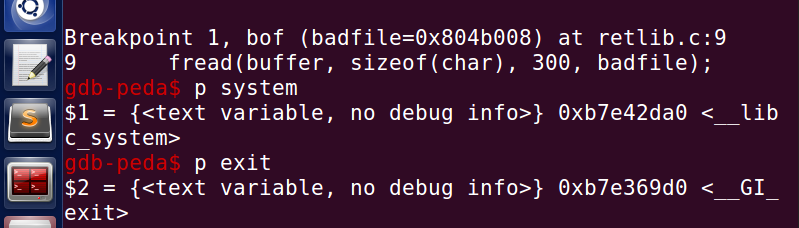 Breakpoint 1, bof (badfile=0x804b008) at retlib.c:9
9       fread(buffer, sizeof(char), 300, badfile);
gdb-peda$ p system
$1 = {<text variable, no debug info>} 0xb7e42da0 <__lib
c_system>
gdb-peda$ p exit
$2 = {<text variable, no debug info>} 0xb7e369d0 <__GI_
exit>